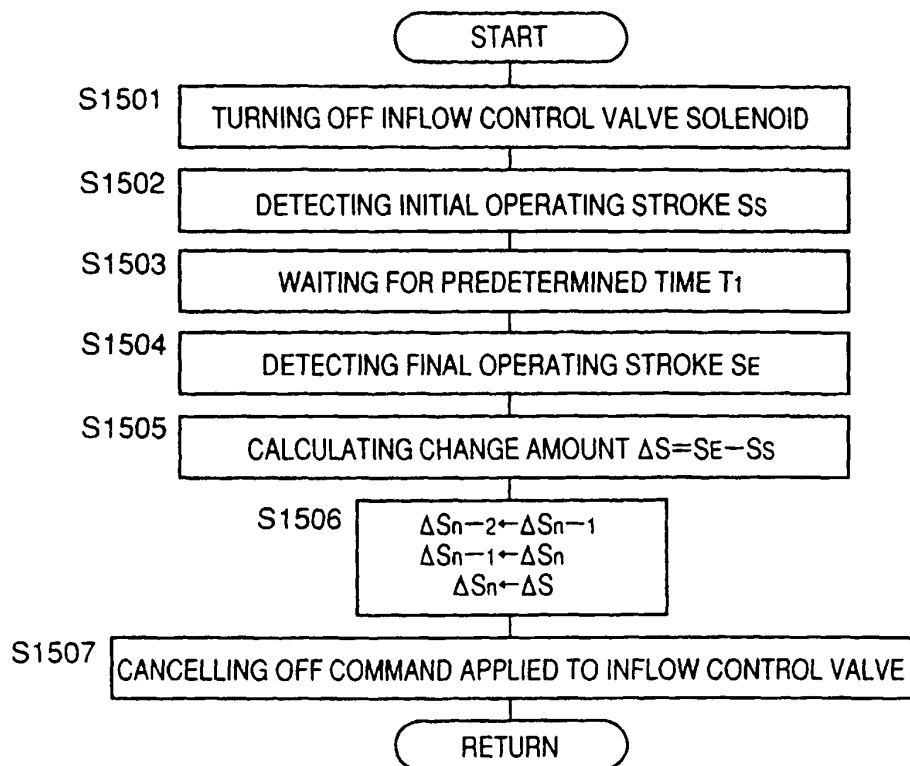 START
S1501
TURNING OFF INFLOW CONTROL VALVE SOLENOID
S1502
DETECTING INITIAL OPERATING STROKE SS
S1503
WAITING FOR PREDETERMINED TIME T1
S1504
DETECTING FINAL OPERATING STROKE SE
S1505
CALCULATING CHANGE AMOUNT ΔS=SE−SS
S1506
ΔSn−2←ΔSn−1
ΔSn−1←ΔSn
ΔSn←ΔS
S1507
CANCELLING OFF COMMAND APPLIED TO INFLOW CONTROL VALVE
RETURN